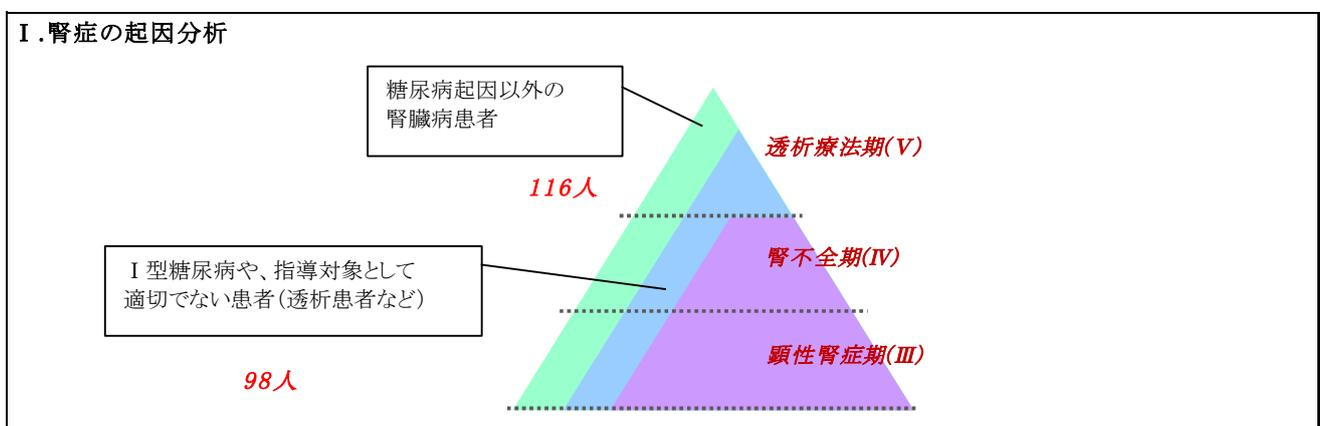 Ⅰ.腎症の起因分析
糖尿病起因以外の
腎臓病患者
透析療法期(Ⅴ)
116人
Ⅰ型糖尿病や、指導対象として
適切でない患者(透析患者など)
腎不全期(Ⅳ)
顕性腎症期(Ⅲ)
98人